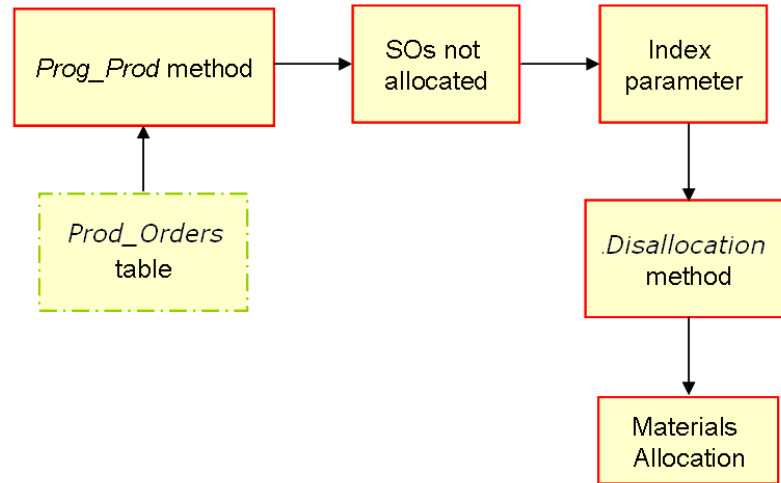 Prog_Prod method
SOs not
allocated
Index
parameter
Prod_Orders
table
.Disallocation
method
Materials
Allocation